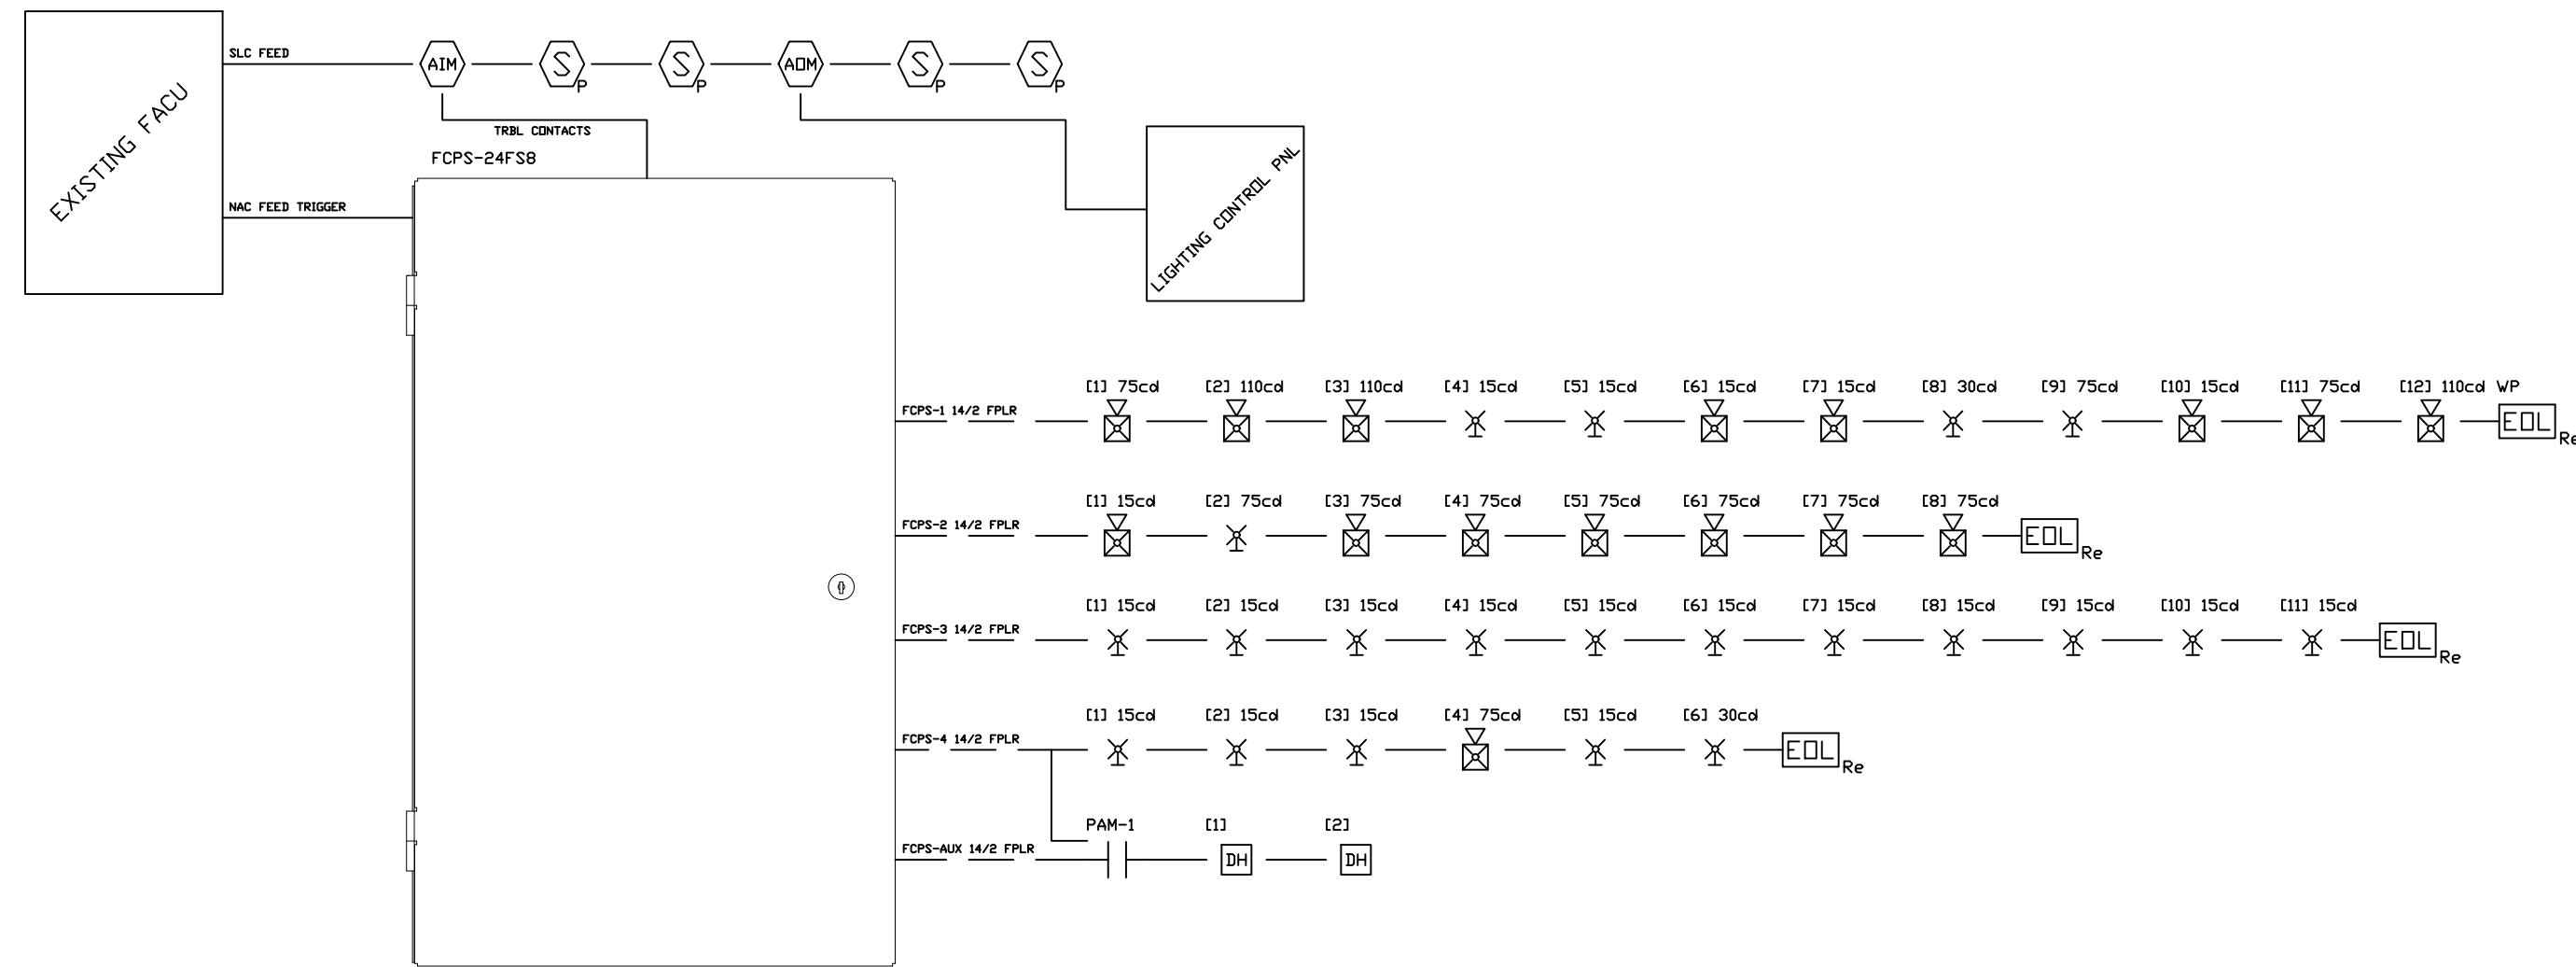 EXISTING FACU
SLC FEED
AIM S P S P AOM S P S P
TRBL CONTACTS
FCPS-24FS8
NAC FEED TRIGGER
LIGHTING CONTROL PNL
[1] 75cd [2] 110cd [3] 110cd [4] 15cd [5] 15cd [6] 15cd [7] 15cd [8] 30cd [9] 75cd [10] 15cd [11] 75cd [12] 110cd WP
FCPS-1 14/2 FPLR
EOL Re
[1] 15cd [2] 75cd [3] 75cd [4] 75cd [5] 75cd [6] 75cd [7] 75cd [8] 75cd
FCPS-2 14/2 FPLR
EOL Re
[1] 15cd [2] 15cd [3] 15cd [4] 15cd [5] 15cd [6] 15cd [7] 15cd [8] 15cd [9] 15cd [10] 15cd [11] 15cd
FCPS-3 14/2 FPLR
EOL Re
[1] 15cd [2] 15cd [3] 15cd [4] 75cd [5] 15cd [6] 30cd
FCPS-4 14/2 FPLR
EOL Re
PAM-1 [1] [2]
FCPS-AUX 14/2 FPLR
DH DH